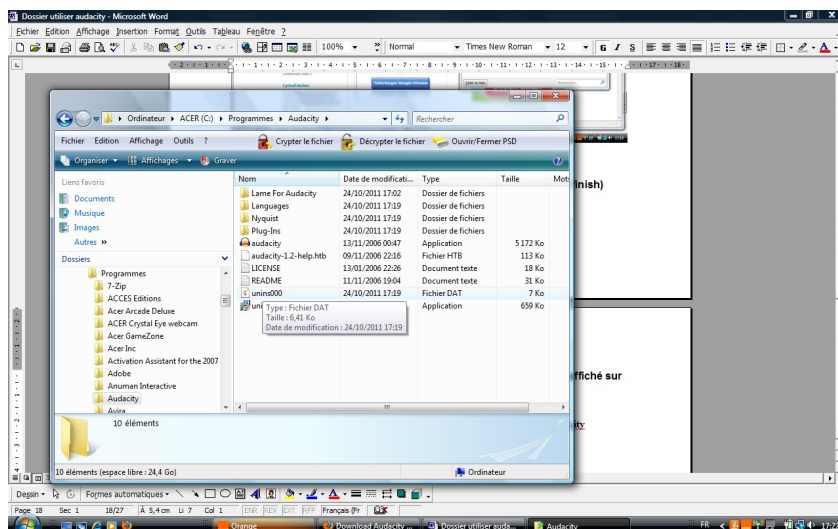 Dossier utiliser audacity - Microsoft Word
Fichier Edition Affichage Insertion Format Outils Tableau Fenêtre ?
100% Normal Times New Roman 12 G I S
Télécharger Google Chrome
Ordinateur ACER (C:) Programmes Audacity Rechercher
Fichier Edition Affichage Outils ? Crypter le fichier Décrypter le fichier Ouvrir/Fermer PSD
Organiser Affichages Graver
Liens favoris
Documents
Musique
Images
Autres »
Dossiers
Programmes
7-Zip
ACCES Editions
Acer Arcade Deluxe
ACER Crystal Eye webcam
Acer GameZone
Acer Inc
Activation Assistant for the 2007
Adobe
Anuman Interactive
Audacity
Avira
Nom Date de modificati... Type Taille Mots
Lame For Audacity 24/10/2011 17:02 Dossier de fichiers
Languages 24/10/2011 17:19 Dossier de fichiers
Nyquist 24/10/2011 17:19 Dossier de fichiers
Plug-Ins 24/10/2011 17:19 Dossier de fichiers
audacity 13/11/2006 00:47 Application 5 172 Ko
audacity-1.2-help.htb 09/11/2006 22:16 Fichier HTB 113 Ko
LICENSE 13/01/2006 22:26 Document texte 18 Ko
README 11/11/2006 19:04 Document texte 31 Ko
unins000 24/10/2011 17:19 Fichier DAT 7 Ko
uni Application 659 Ko
Type : Fichier DAT
Taille : 6,41 Ko
Date de modification : 24/10/2011 17:19
10 éléments
10 éléments (espace libre : 24,4 Go) Ordinateur
inish)
ffiché sur
ity
Dessin Formes automatiques
Page 18 Sec 1 18/27 À 5,4 cm Li 7 Col 1 ENR REV EXT RFP Français (Fr
Orange Download Audacity ... Dossier utiliser auda... Audacity FR 17:2